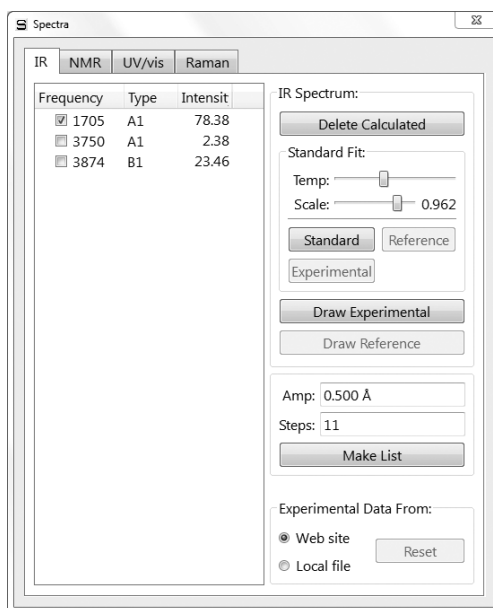 Spectra
IR NMR UV/vis Raman
Frequency Type Intensit
1705 A1 78.38
3750 A1 2.38
3874 B1 23.46
IR Spectrum:
Delete Calculated
Standard Fit:
Temp:
Scale: 0.962
Standard Reference
Experimental
Draw Experimental
Draw Reference
Amp: 0.500 Å
Steps: 11
Make List
Experimental Data From:
Web site
Reset
Local file